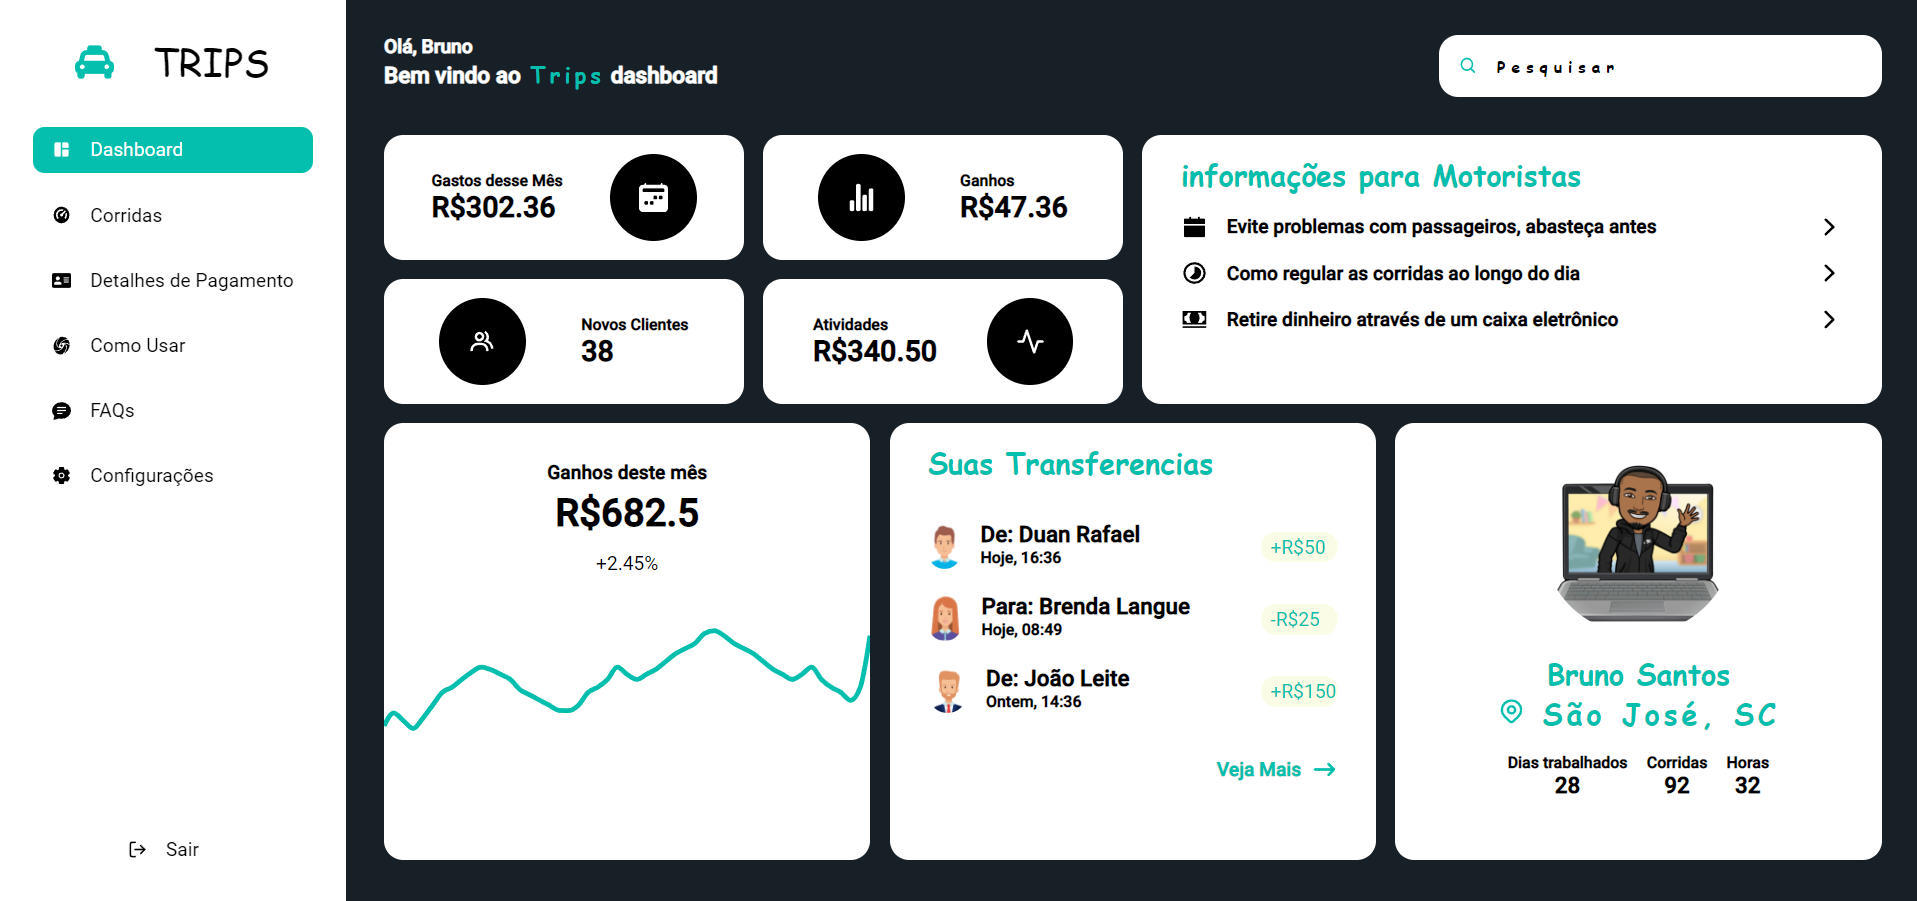 TRIPS
Dashboard
Corridas
Detalhes de Pagamento
Como Usar
FAQs
Configurações
Sair
Olá, Bruno
Bem vindo ao Trips dashboard
Pesquisar
Gastos desse Mês
R$302.36
Ganhos
R$47.36
Novos Clientes
38
Atividades
R$340.50
informações para Motoristas
Evite problemas com passageiros, abasteça antes
Como regular as corridas ao longo do dia
Retire dinheiro através de um caixa eletrônico
Ganhos deste mês
R$682.5
+2.45%
Suas Transferencias
De: Duan Rafael
Hoje, 16:36
+R$50
Para: Brenda Langue
Hoje, 08:49
-R$25
De: João Leite
Ontem, 14:36
+R$150
Veja Mais
Bruno Santos
São José, SC
Dias trabalhados
28
Corridas
92
Horas
32